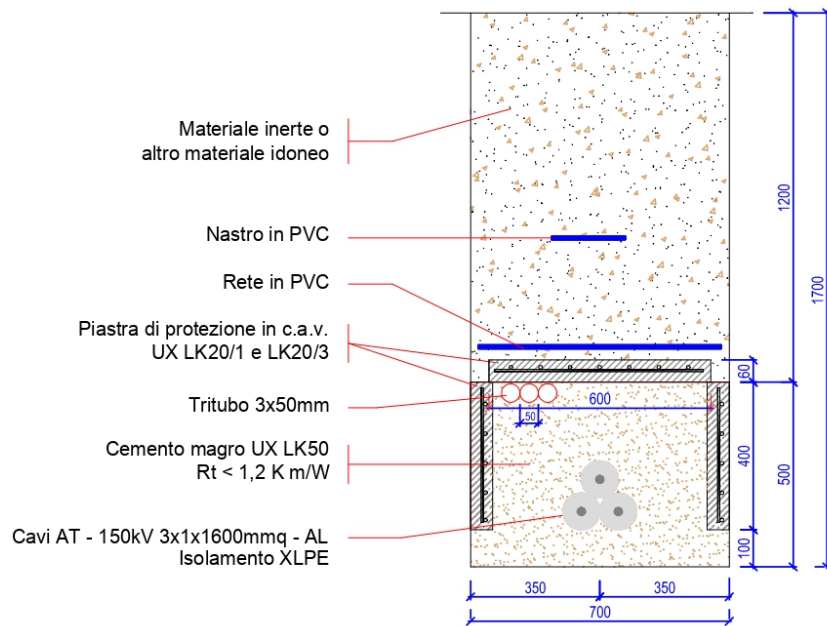 Materiale inerte o
altro materiale idoneo
Nastro in PVC
Rete in PVC
Piastra di protezione in c.a.v.
UX LK20/1 e LK20/3
Tritubo 3x50mm
Cemento magro UX LK50
Rt < 1,2 K m/W
Cavi AT - 150kV 3x1x1600mmq - AL
Isolamento XLPE
1200
1700
60
600
50
400
500
100
350
350
700